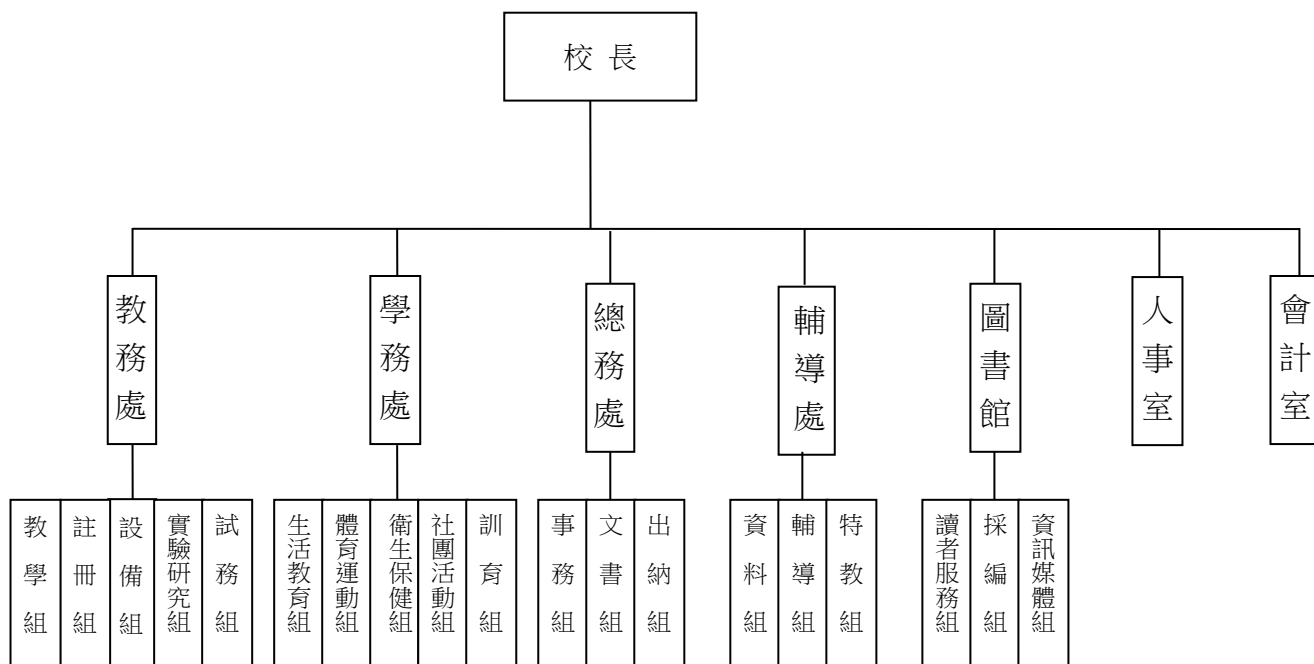 校長
教務處
學務處
總務處
輔導處
圖書館
人事室
會計室
教學組
註冊組
設備組
實驗研究組
試務組
生活教育組
體育運動組
衛生保健組
社團活動組
訓育組
事務組
文書組
出納組
資料組
輔導組
特教組
讀者服務組
採編組
資訊媒體組